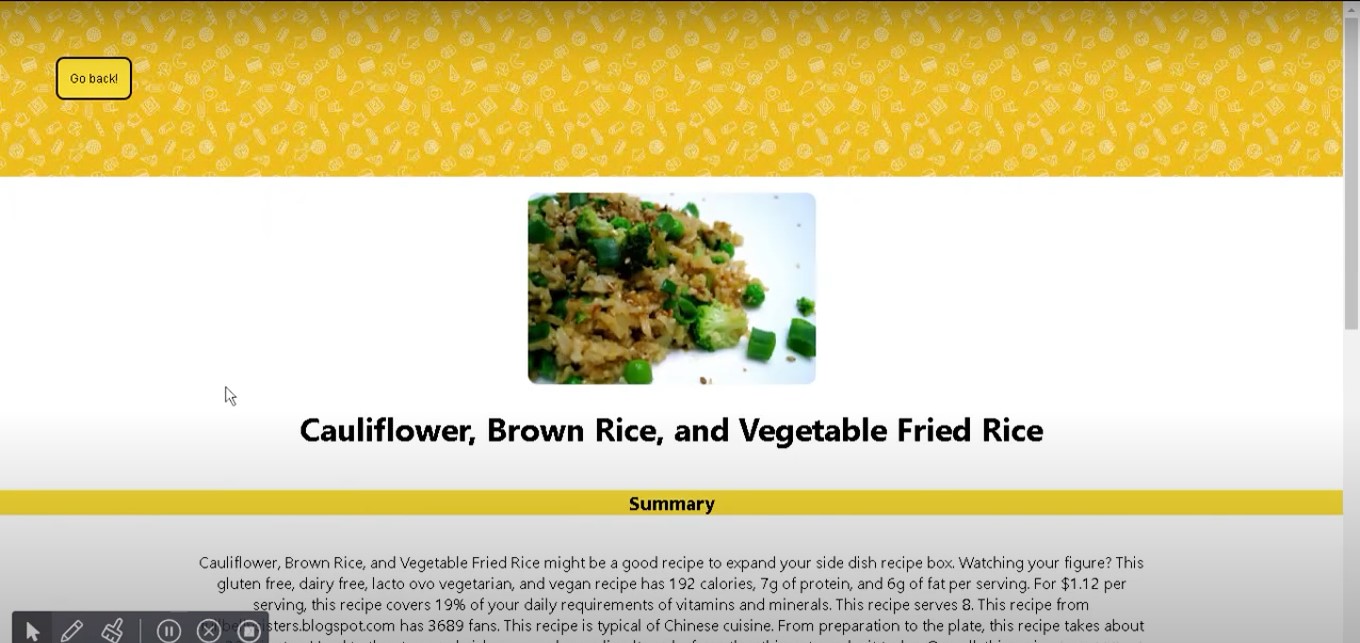 Go back!
Cauliflower, Brown Rice, and Vegetable Fried Rice
Summary
Cauliflower, Brown Rice, and Vegetable Fried Rice might be a good recipe to expand your side dish recipe box. Watching your figure? This
gluten free, dairy free, lacto ovo vegetarian, and vegan recipe has 192 calories, 7g of protein, and 6g of fat per serving. For $1.12 per
serving, this recipe covers 19% of your daily requirements of vitamins and minerals. This recipe serves 8. This recipe from
has 3689 fans. This recipe is typical of Chinese cuisine. From preparation to the plate, this recipe takes about